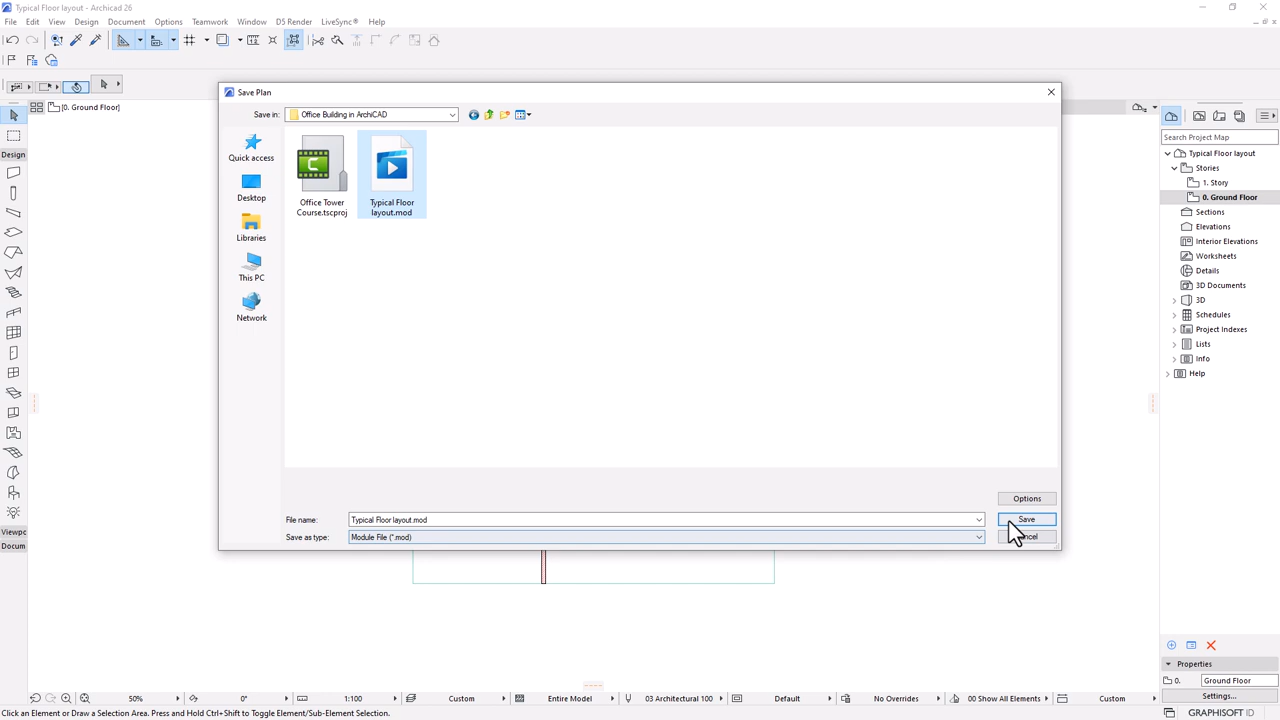 Typical Floor layout - Archicad 26
File Edit View Design Document Options Teamwork Window D5 Render LiveSync® Help
[0. Ground Floor]
Save Plan
Save in: Office Building in ArchiCAD
Quick access
Desktop
Libraries
This PC
Network
Office Tower
Course.tscproj
Typical Floor
layout.mod
Options
File name: Typical Floor layout.mod Save
Save as type: Module File (*.mod)
Design
Viewpc
Docum
Search Project Map
Typical Floor layout
Stories
1. Story
0. Ground Floor
Sections
Elevations
Interior Elevations
Worksheets
Details
3D Documents
3D
Schedules
Project Indexes
Lists
Info
Help
Properties
0. Ground Floor
Settings...
50% 0° 1:100 Custom Entire Model 03 Architectural 100 Default No Overrides 00 Show All Elements Custom
Click an Element or Draw a Selection Area. Press and Hold Ctrl+Shift to Toggle Element/Sub-Element Selection.
GRAPHISOFT ID